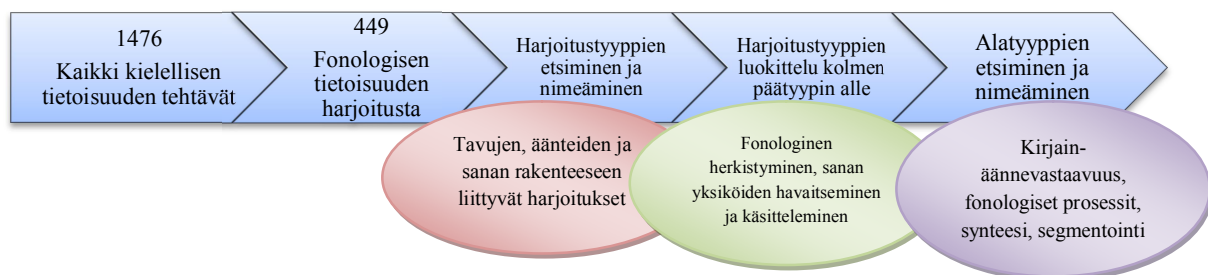 1476
Kaikki kielellisen
tietoisuuden tehtävät
449
Fonologisen
tietoisuuden
harjoitusta
Harjoitustyyppien
etsiminen ja
nimeäminen
Harjoitustyyppien
luokittelu kolmen
päätyypin alle
Alatyyppien
etsiminen ja
nimeäminen
Tavujen, äänteiden ja
sanan rakenteeseen
liittyvät harjoitukset
Fonologinen
herkistyminen, sanan
yksiköiden havaitseminen
ja käsitteleminen
Kirjain-
äännevastaavuus,
fonologiset prosessit,
synteesi, segmentointi